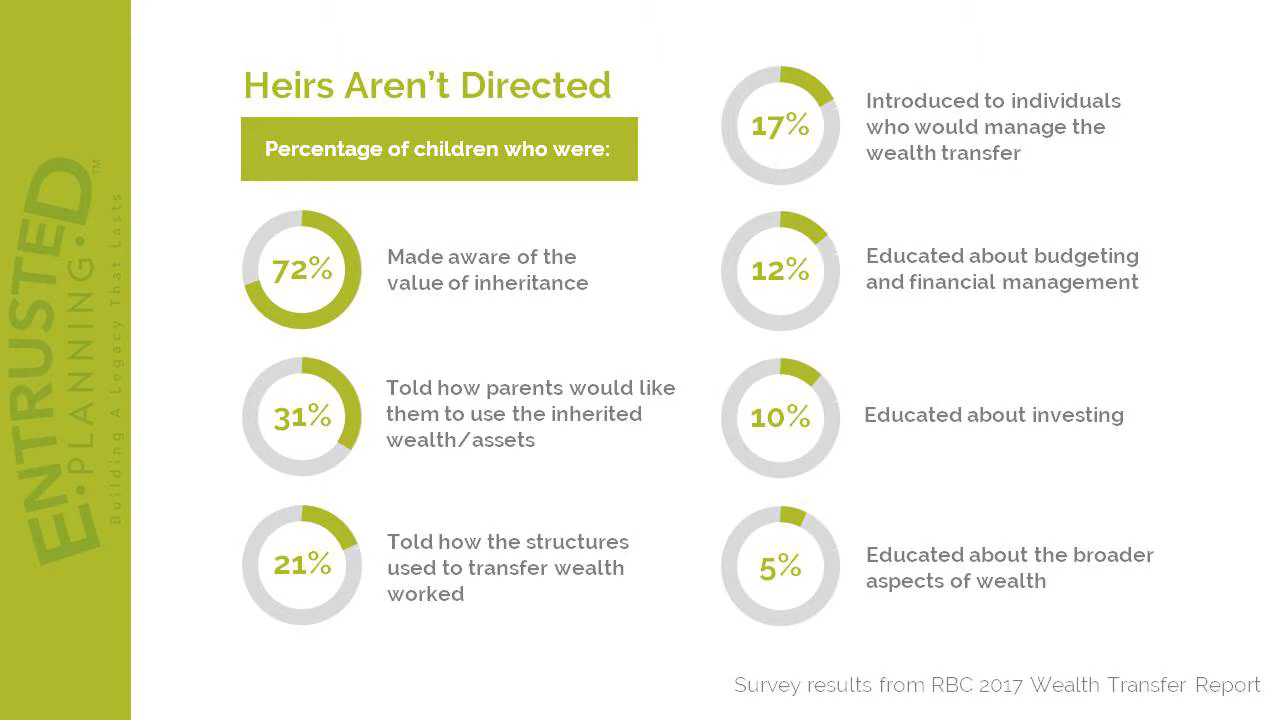 Heirs Aren't Directed
Percentage of children who were:
72%
Made aware of the
value of inheritance
31%
Told how parents would like
them to use the inherited
wealth/assets
21%
Told how the structures
used to transfer wealth
worked
17%
Introduced to individuals
who would manage the
wealth transfer
12%
Educated about budgeting
and financial management
10%
Educated about investing
5%
Educated about the broader
aspects of wealth
Survey results from RBC 2017 Wealth Transfer Report
ENTRUSTED
E•PLANNING•D™
Building A Legacy That Lasts